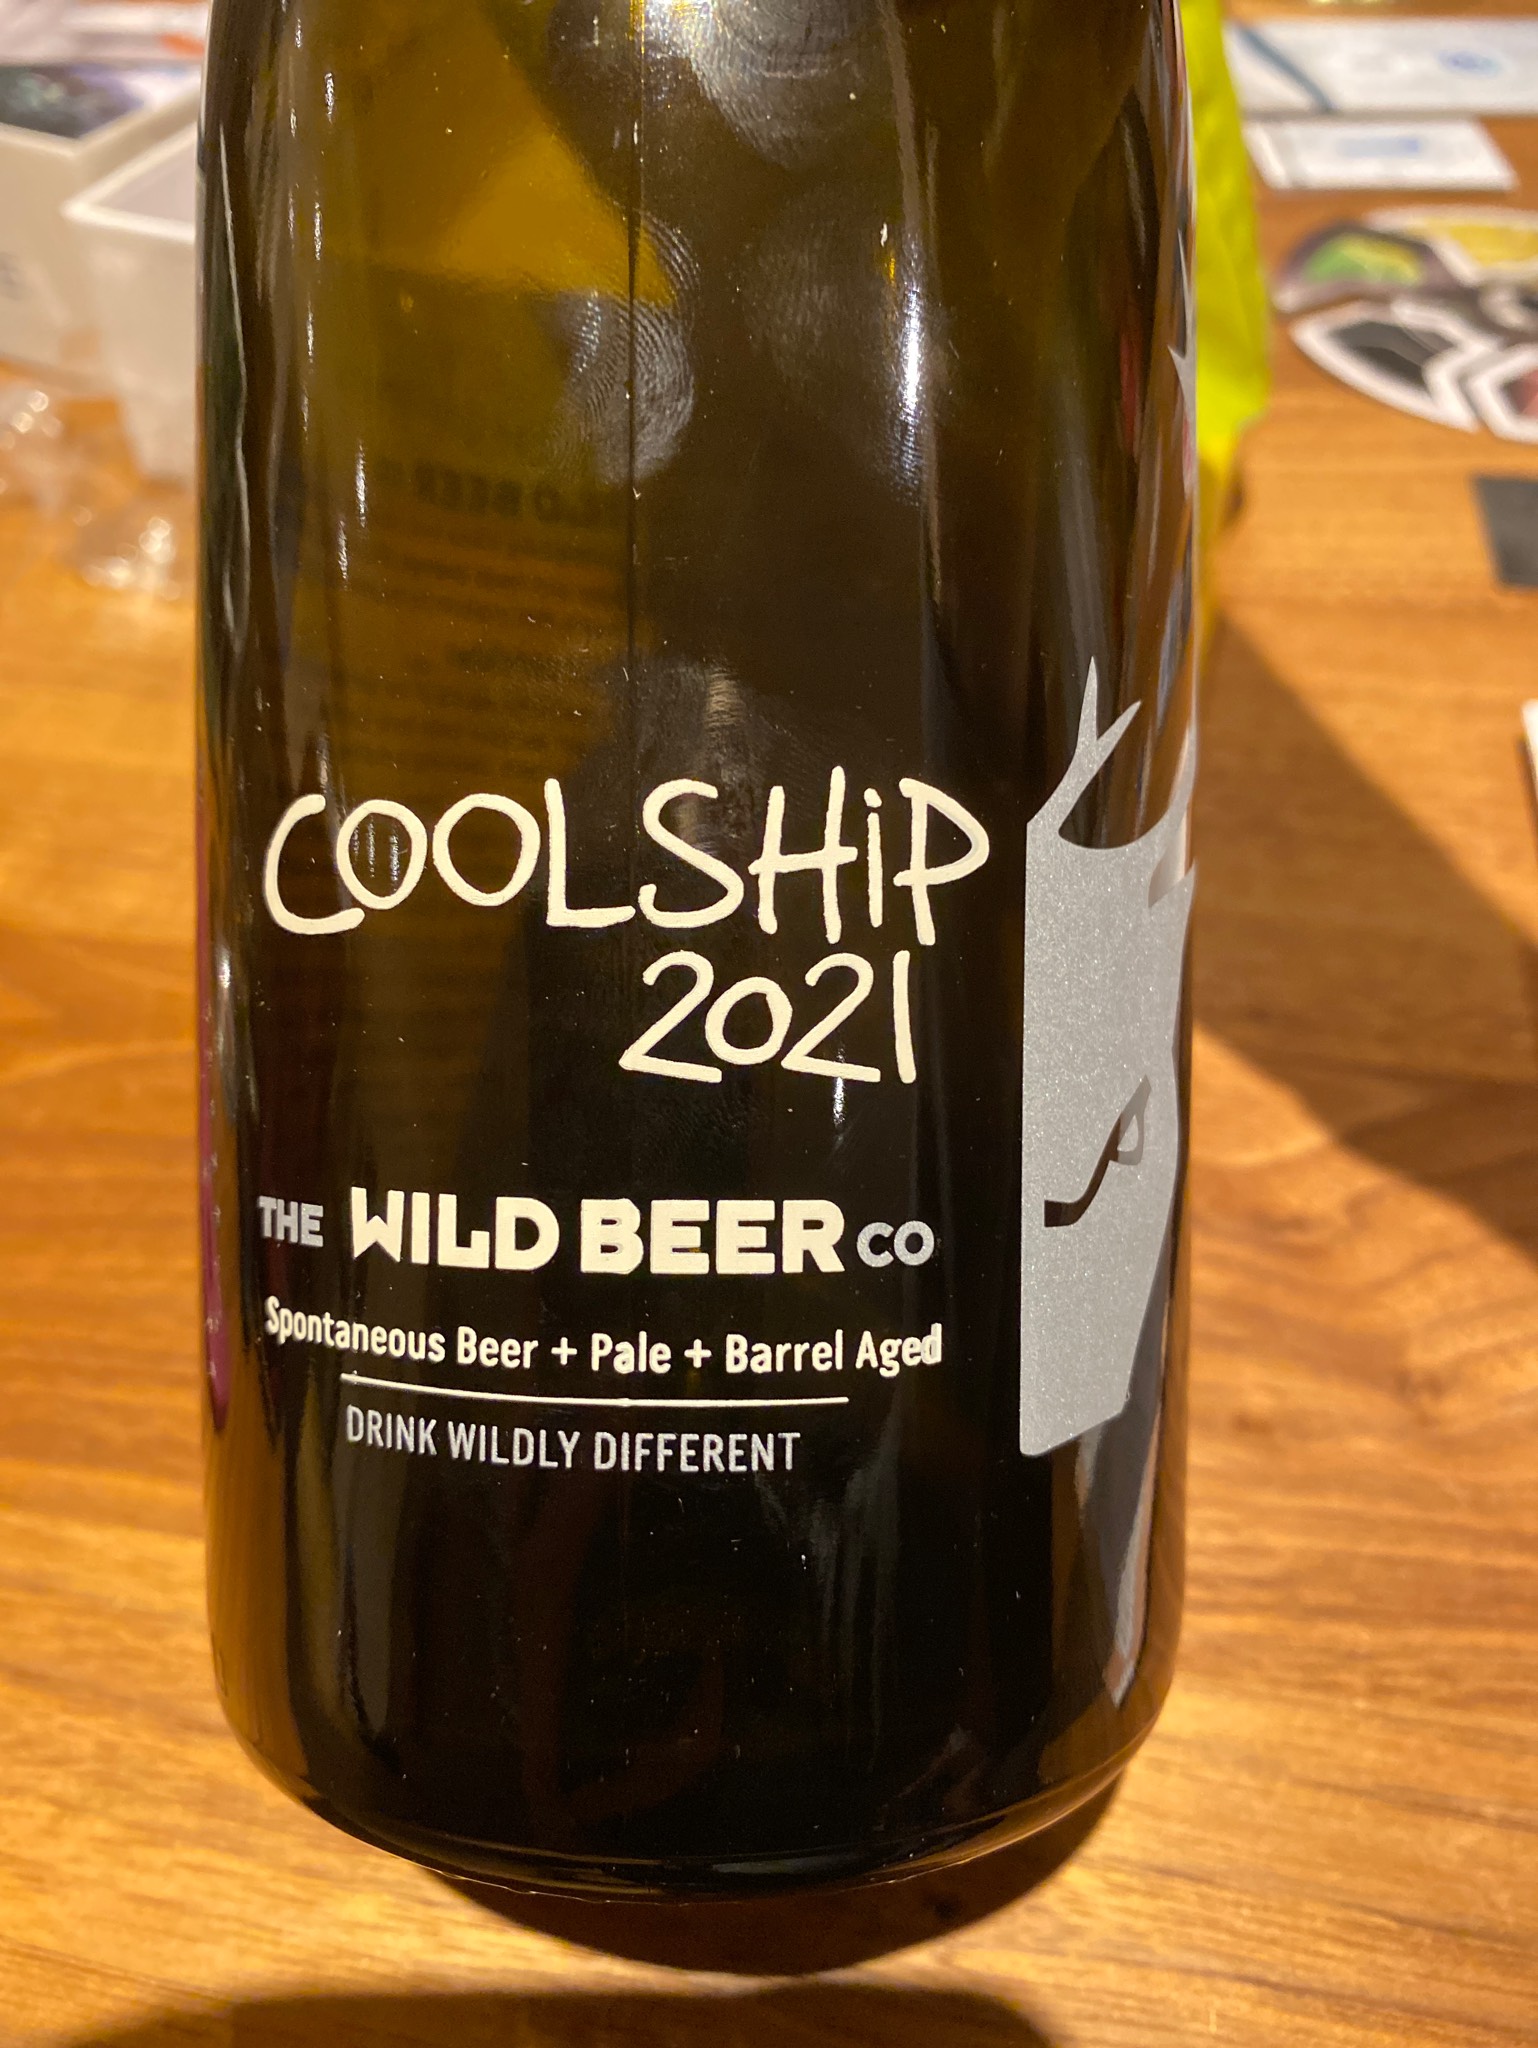 COOLSHiP
2021
THE WILD BEER CO
Spontaneous Beer + Pale + Barrel Aged
DRINK WILDLY DIFFERENT